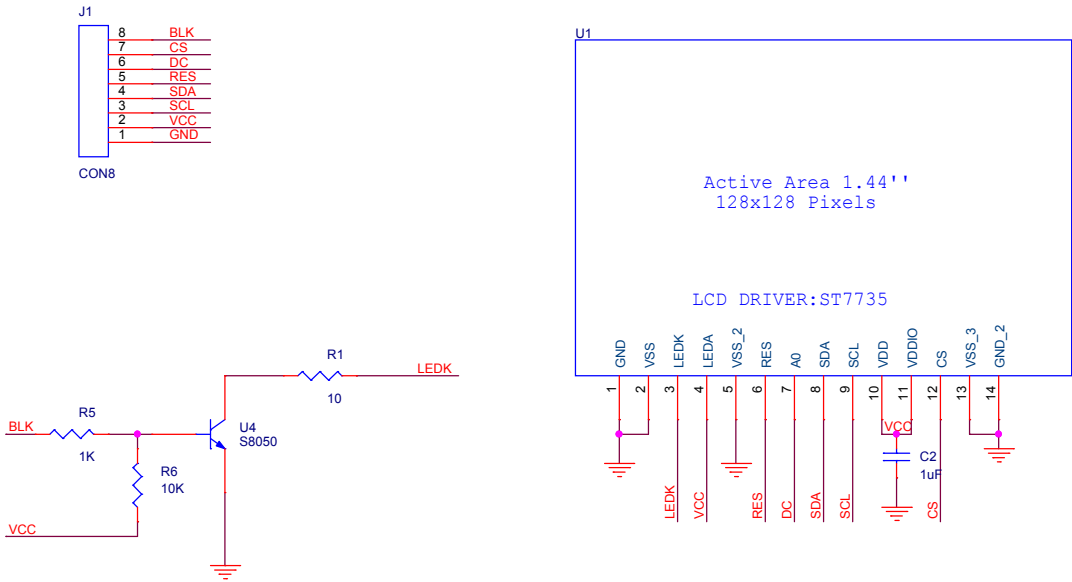 J1
8 BLK
7 CS
6 DC
5 RES
4 SDA
3 SCL
2 VCC
1 GND
CON8
U1
Active Area 1.44''
128x128 Pixels
LCD DRIVER:ST7735
GND
VSS
LEDK
LEDA
VSS_2
RES
A0
SDA
SCL
VDD
VDDIO
CS
VSS_3
GND_2
1
2
3
4
5
6
7
8
9
10
11
12
13
14
LEDK
VCC
RES
DC
SDA
SCL
VCC
C2
1uF
CS
R1
10
LEDK
BLK
R5
1K
U4
S8050
R6
10K
VCC